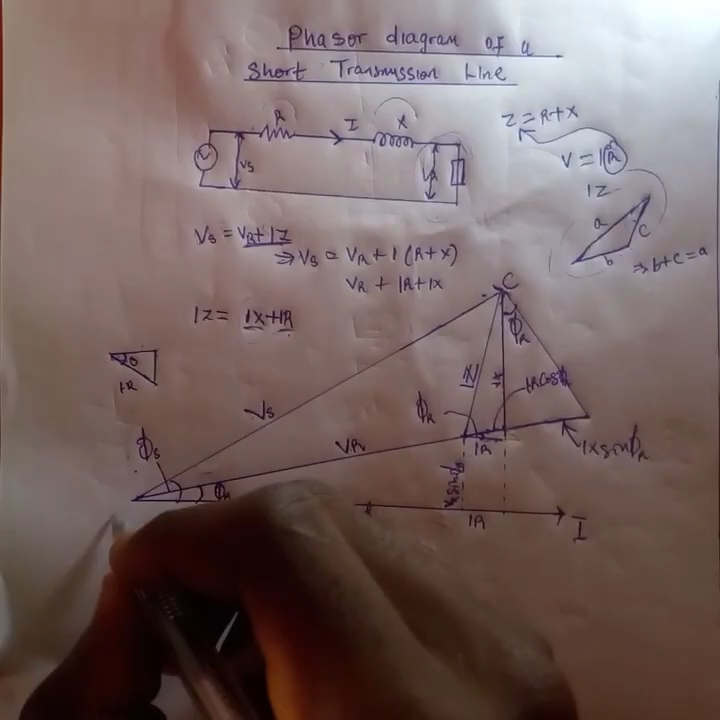 Phasor diagram of a
Short Transmission Line
R I X
V
Vs
VR
Z=R+X
V = IR
IZ
a
b
c
⇒b+c=a
Vs = VR+IZ
⇒Vs = VR + I (R+X)
VR + IR+IX
IZ = IX+IR
IR
C
ϕR
IZ
IX
ϕR
Vs
VR
IR
IXsinϕR
ϕs
IR
I